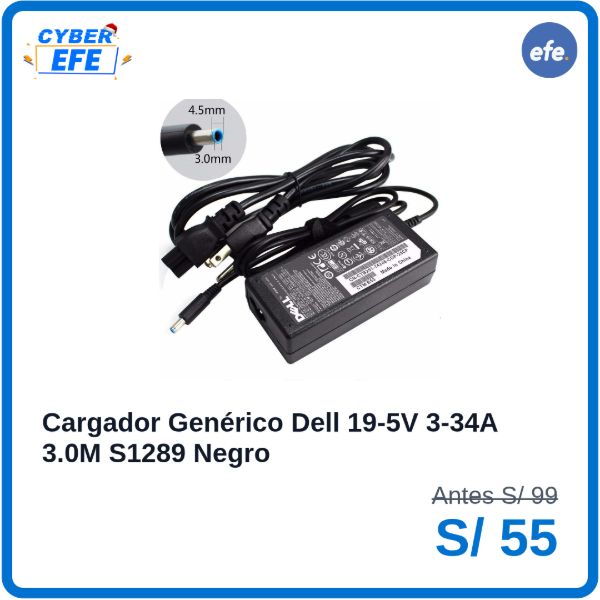 CYBER
EFE
efe.
4.5mm
3.0mm
DELL
Made in China
Cargador Genérico Dell 19-5V 3-34A
3.0M S1289 Negro
Antes S/ 99
S/ 55